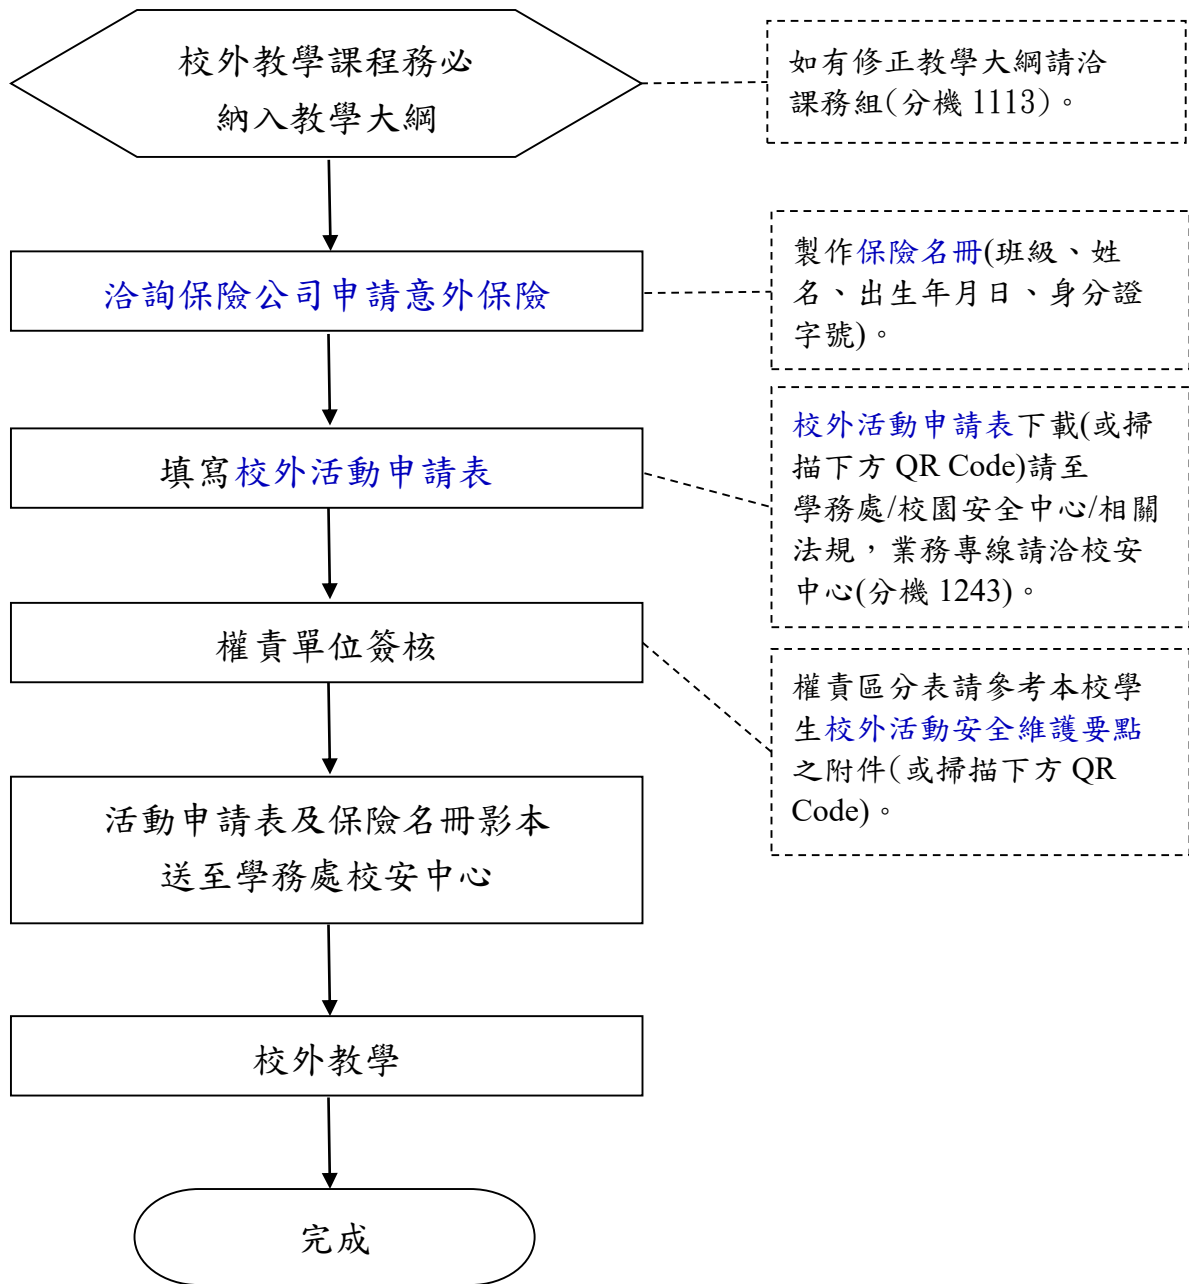 校外教學課程務必
納入教學大綱
如有修正教學大綱請洽
課務組(分機 1113)。
洽詢保險公司申請意外保險
製作保險名冊(班級、姓
名、出生年月日、身分證
字號)。
填寫校外活動申請表
校外活動申請表下載(或掃
描下方 QR Code)請至
學務處/校園安全中心/相關
法規，業務專線請洽校安
中心(分機 1243)。
權責單位簽核
權責區分表請參考本校學
生校外活動安全維護要點
之附件(或掃描下方 QR
Code)。
活動申請表及保險名冊影本
送至學務處校安中心
校外教學
完成